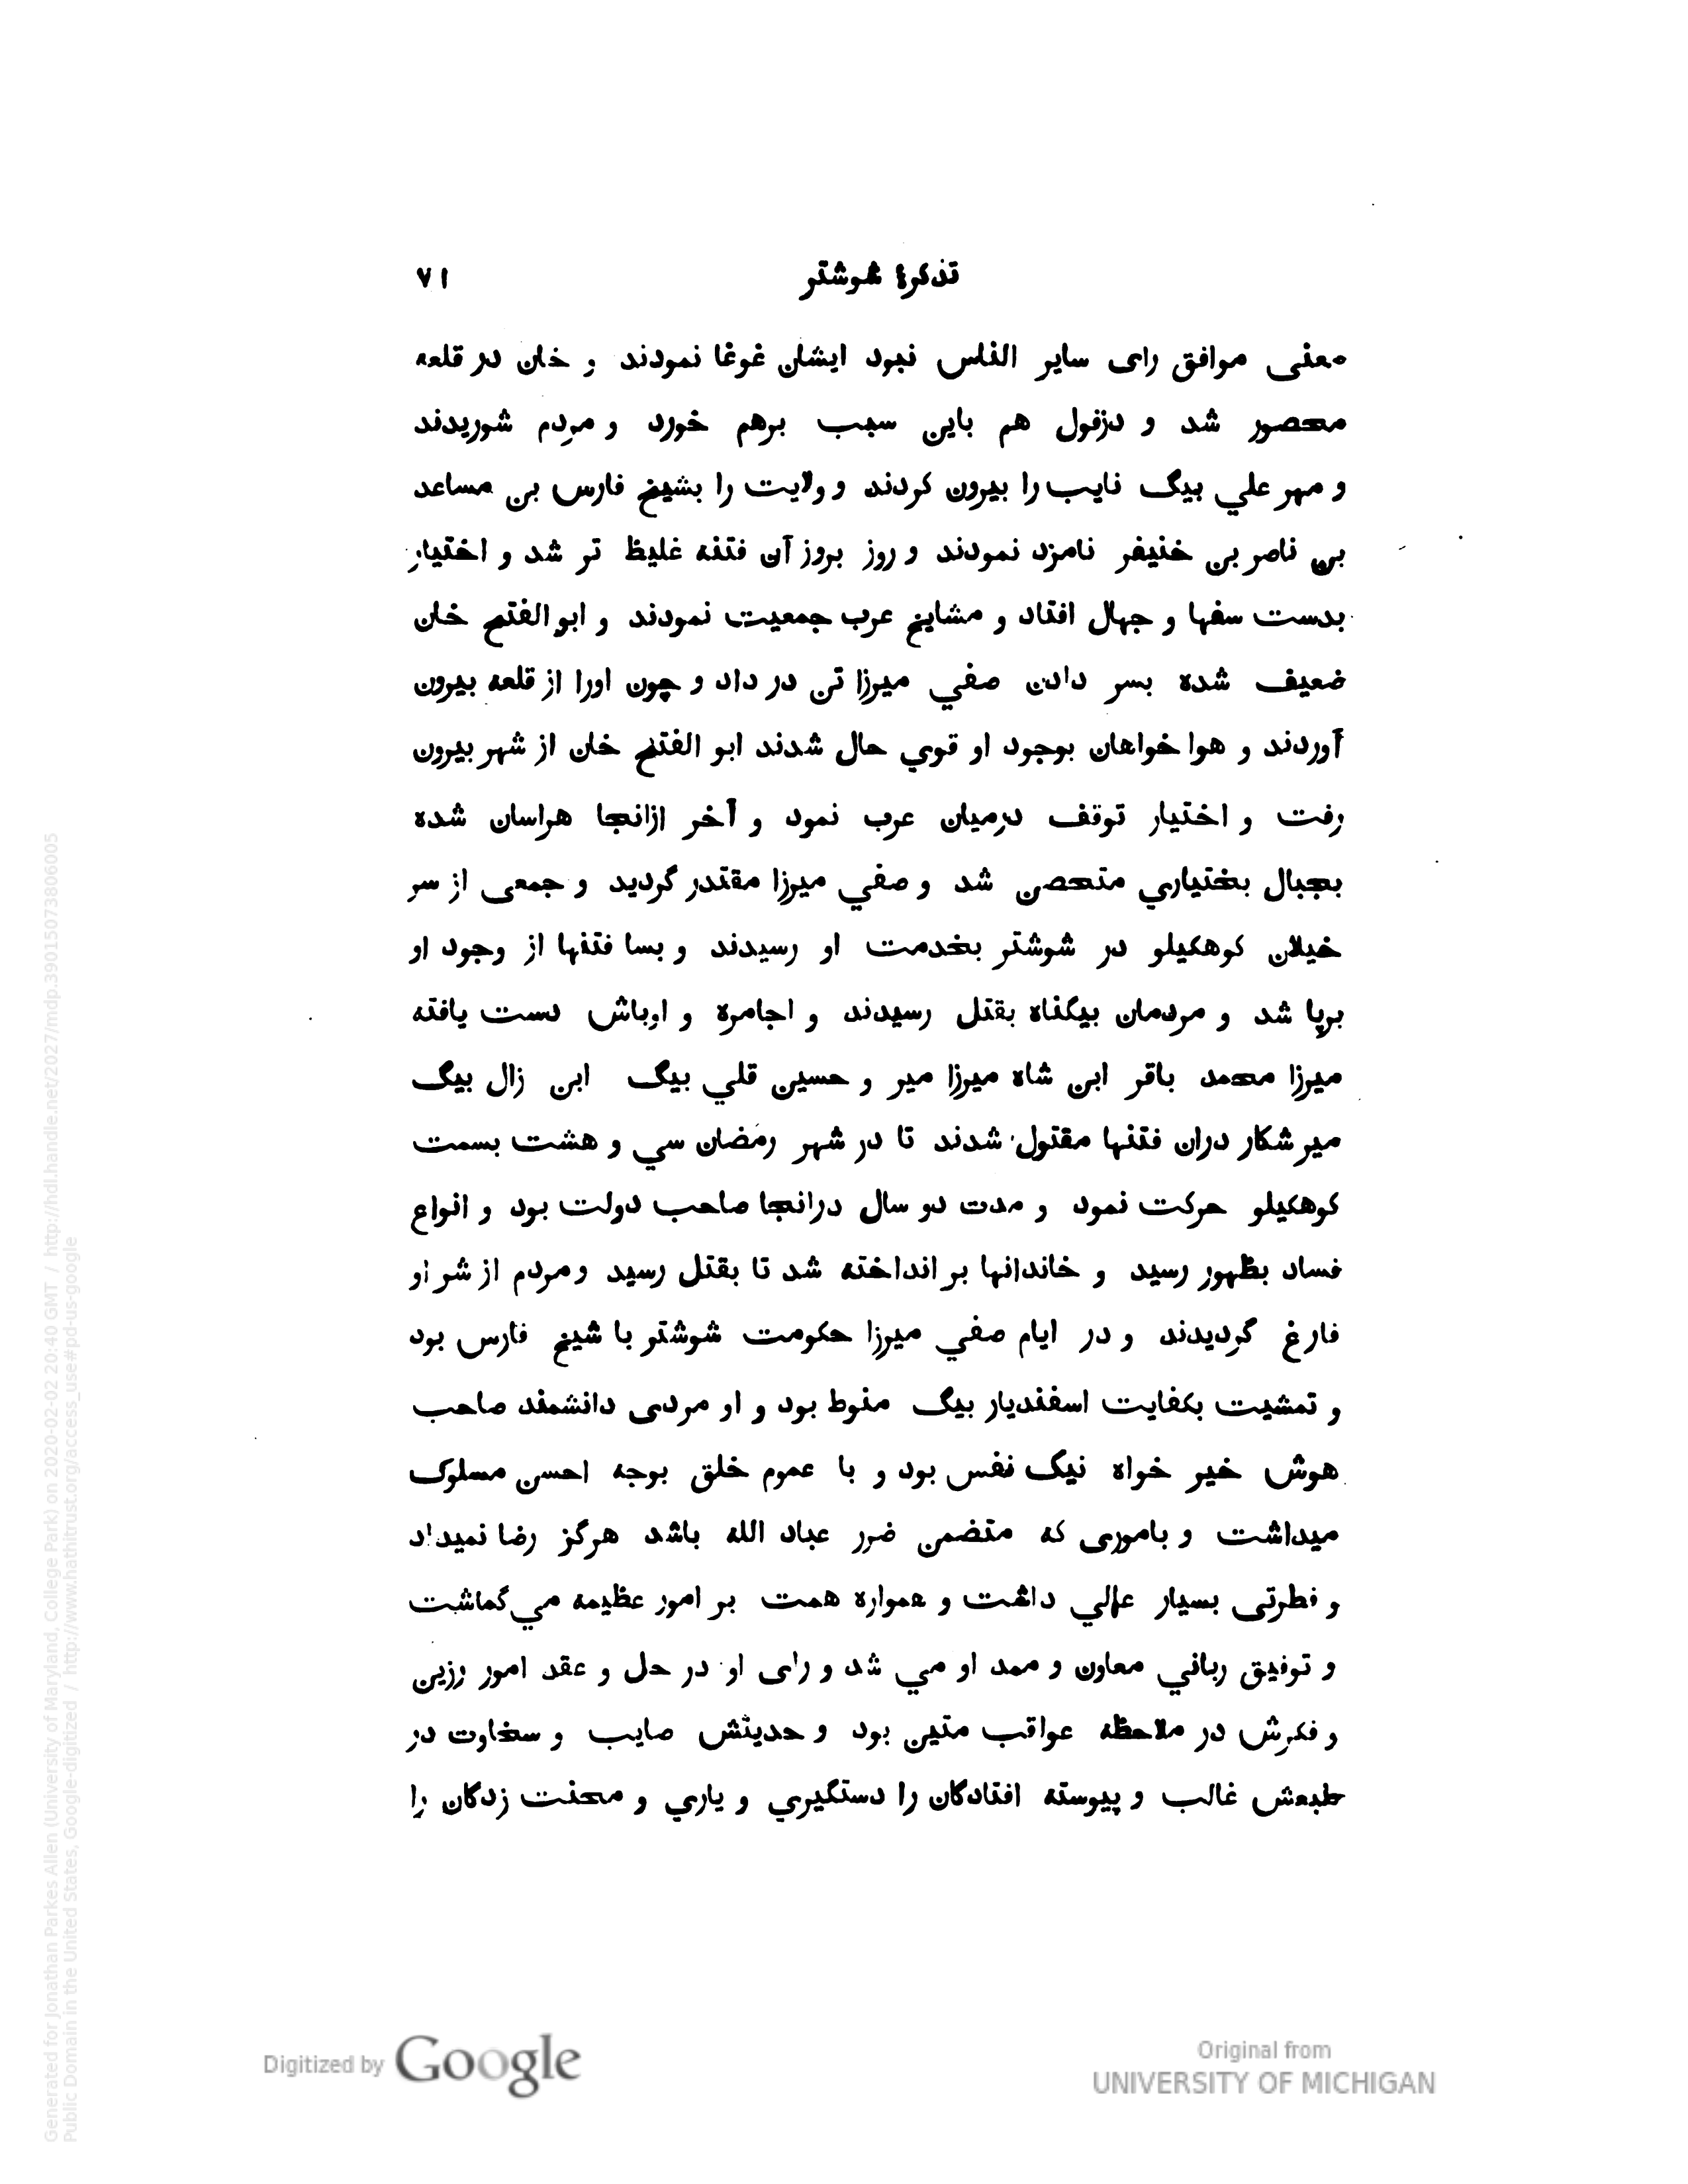 تذکرهٔ شوشتر ۷۱
معنی موافق رای سایر الناس نبود ایشان غوغا نمودند و خان در قلعه
محصور شد و دزفول هم باین سبب برهم خورد و مردم شوریدند
و مهر علي بیگ نایب را بیرون کردند و ولایت را بشیخ فارس بن مساعد
بن ناصر بن خنیفر نامزد نمودند و روز بروز آن فتنه غلیظ تر شد و اختیار
بدست سفها و جهال افتاد و مشایخ عرب جمعیت نمودند و ابو الفتح خان
ضعیف شده بسر دادن صفي میرزا تن در داد و چون اورا از قلعه بیرون
آوردند و هوا خواهان بوجود او قوي حال شدند ابو الفتح خان از شهر بیرون
رفت و اختیار توقف درمیان عرب نمود و آخر ازانجا هراسان شده
بجبال بختیاري متحصن شد و صفي میرزا مقتدر گردید و جمعی از سر
خیلان کوهکیلو در شوشتر بخدمت او رسیدند و بسا فتنها از وجود او
برپا شد و مردمان بیگناه بقتل رسیدند و اجامره و اوباش دست یافته
میرزا محمد باقر ابن شاه میرزا میر و حسین قلي بیگ ابن زال بیگ
میر شکار دران فتنها مقتول شدند تا در شهر رمضان سي و هشت بسمت
کوهکیلو حرکت نمود و مدت دو سال درانجا صاحب دولت بود و انواع
فساد بظهور رسید و خاندانها بر انداخته شد تا بقتل رسید و مردم از شر او
فارغ گردیدند و در ایام صفي میرزا حکومت شوشتر با شیخ فارس بود
و تمشیت بکفایت اسفندیار بیگ منوط بود و او مردی دانشمند صاحب
هوش خیر خواه نیک نفس بود و با عموم خلق بوجه احسن مسلوک
میداشت و باموری که متضمن ضرر عباد الله باشد هرگز رضا نمیداد
و فطرتی بسیار عالي داشت و همواره همت بر امور عظیمه مي گماشت
و توفیق رباني معاون و ممد او مي شد و رای او در حل و عقد امور رزین
و فکرش در ملاحظه عواقب متین بود و حدیثش صایب و سخاوت در
طبعش غالب و پیوسته افتادگان را دستگیري و یاري و محنت زدگان را
Digitized by Google
Original from
UNIVERSITY OF MICHIGAN
Generated for Jonathan Parkes Allen (University of Maryland, College Park) on 2020-02-02 20:40 GMT / http://hdl.handle.net/2027/mdp.39015073806005
Public Domain in the United States, Google-digitized / http://www.hathitrust.org/access_use#pd-us-google